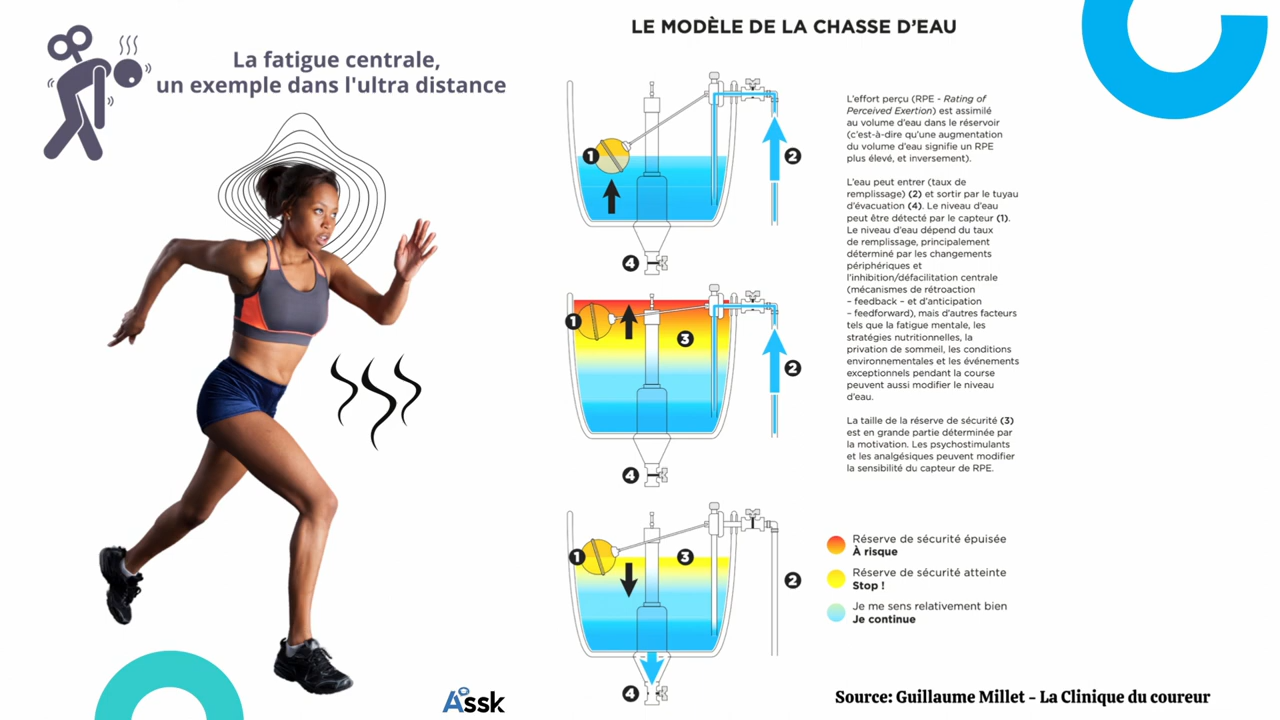 La fatigue centrale,
un exemple dans l'ultra distance
LE MODÈLE DE LA CHASSE D'EAU
1
2
4
1
3
2
4
1
3
2
4
L'effort perçu (RPE - Rating of
Perceived Exertion) est assimilé
au volume d'eau dans le réservoir
(c'est-à-dire qu'une augmentation
du volume d'eau signifie un RPE
plus élevé, et inversement).
L'eau peut entrer (taux de
remplissage) (2) et sortir par le tuyau
d'évacuation (4). Le niveau d'eau
peut être détecté par le capteur (1).
Le niveau d'eau dépend du taux
de remplissage, principalement
déterminé par les changements
périphériques et
l'inhibition/défacilitation centrale
(mécanismes de rétroaction
– feedback – et d'anticipation
– feedforward), mais d'autres facteurs
tels que la fatigue mentale, les
stratégies nutritionnelles, la
privation de sommeil, les conditions
environnementales et les événements
exceptionnels pendant la course
peuvent aussi modifier le niveau
d'eau.
La taille de la réserve de sécurité (3)
est en grande partie déterminée par
la motivation. Les psychostimulants
et les analgésiques peuvent modifier
la sensibilité du capteur de RPE.
Réserve de sécurité épuisée
À risque
Réserve de sécurité atteinte
Stop !
Je me sens relativement bien
Je continue
Assk
Source: Guillaume Millet - La Clinique du coureur